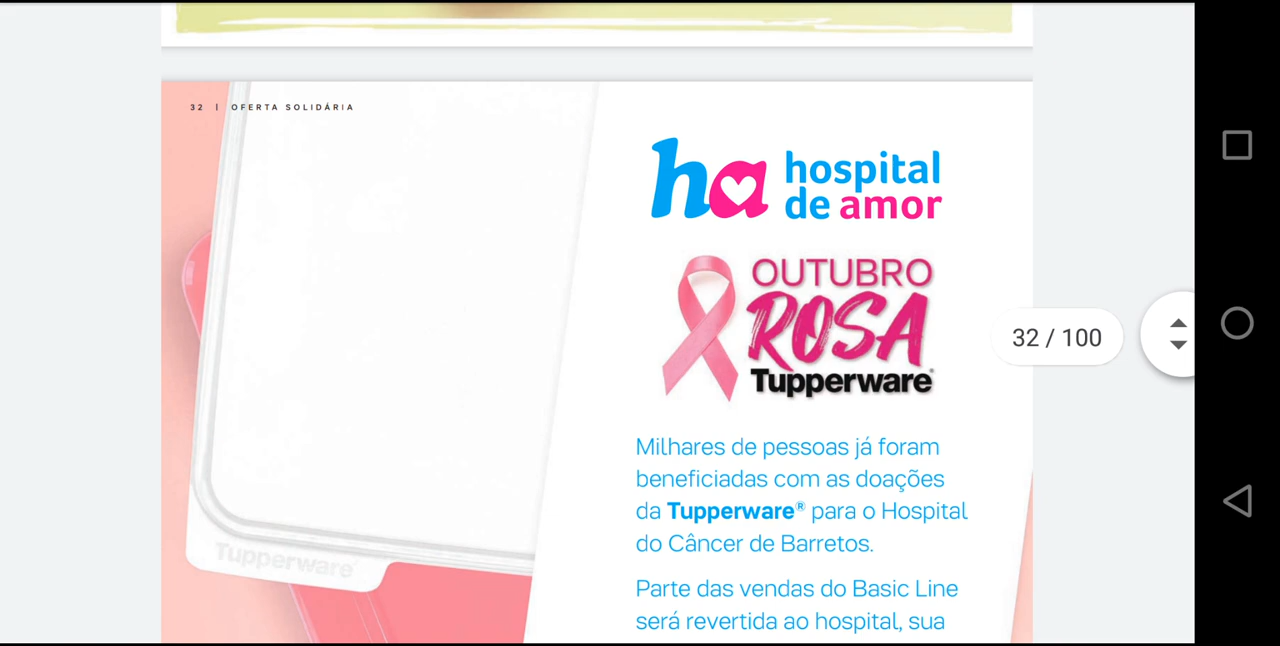 32 | OFERTA SOLIDÁRIA
ha hospital
de amor
OUTUBRO
ROSA
Tupperware®
32 / 100
Milhares de pessoas já foram
beneficiadas com as doações
da Tupperware® para o Hospital
do Câncer de Barretos.
Parte das vendas do Basic Line
será revertida ao hospital, sua
Tupperware